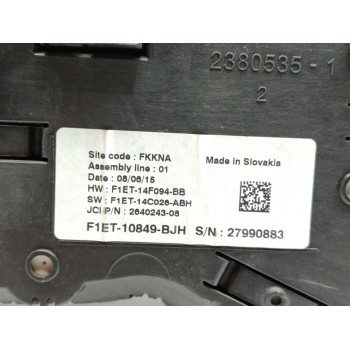 2380535-1
2
Site code : FKKNA
Assembly line : 01
Date : 08/06/15
HW : F1ET-14F094-BB
SW : F1ET-14C026-ABH
JCI-P/N : 2640243-06
Made in Slovakia
F1ET-10849-BJH S/N : 27990883